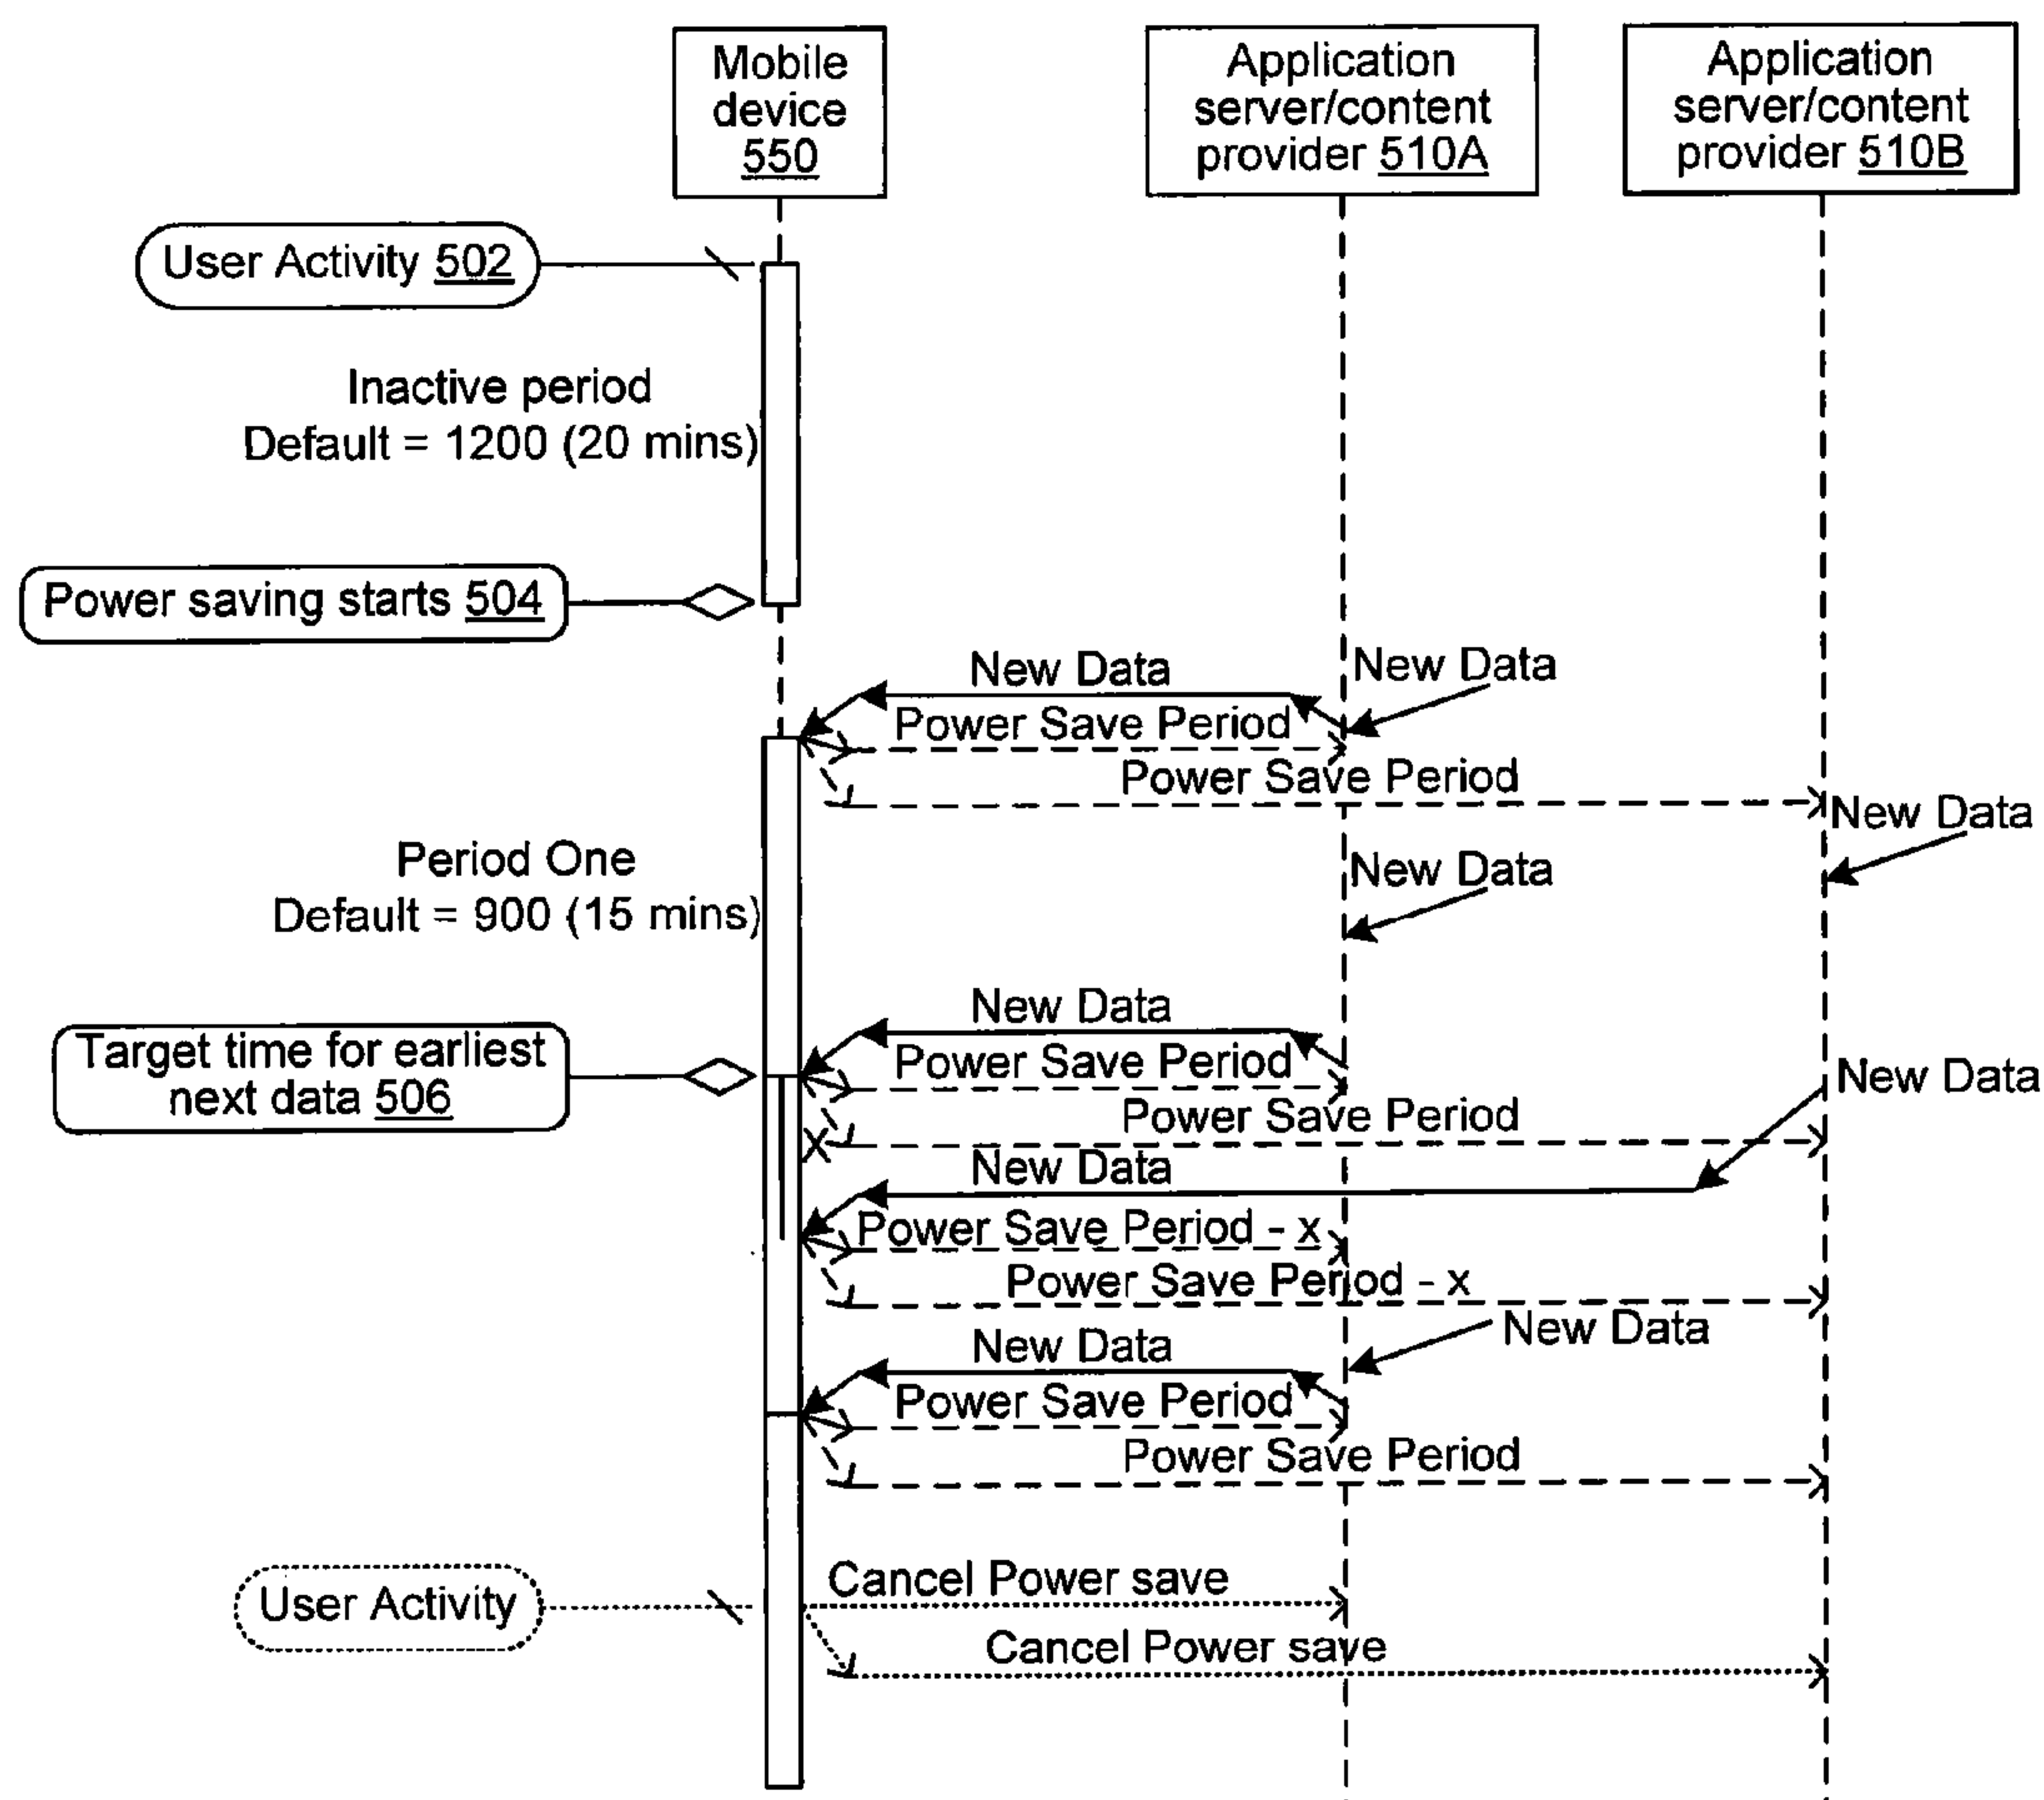 Mobile
device
550
Application
server/content
provider 510A
Application
server/content
provider 510B
User Activity 502
Inactive period
Default = 1200 (20 mins)
Power saving starts 504
New Data
New Data
Power Save Period
Power Save Period
New Data
Period One
Default = 900 (15 mins)
New Data
New Data
Target time for earliest
next data 506
Power Save Period
New Data
Power Save Period
x
New Data
Power Save Period - x
Power Save Period - x
New Data
New Data
Power Save Period
Power Save Period
User Activity
Cancel Power save
Cancel Power save